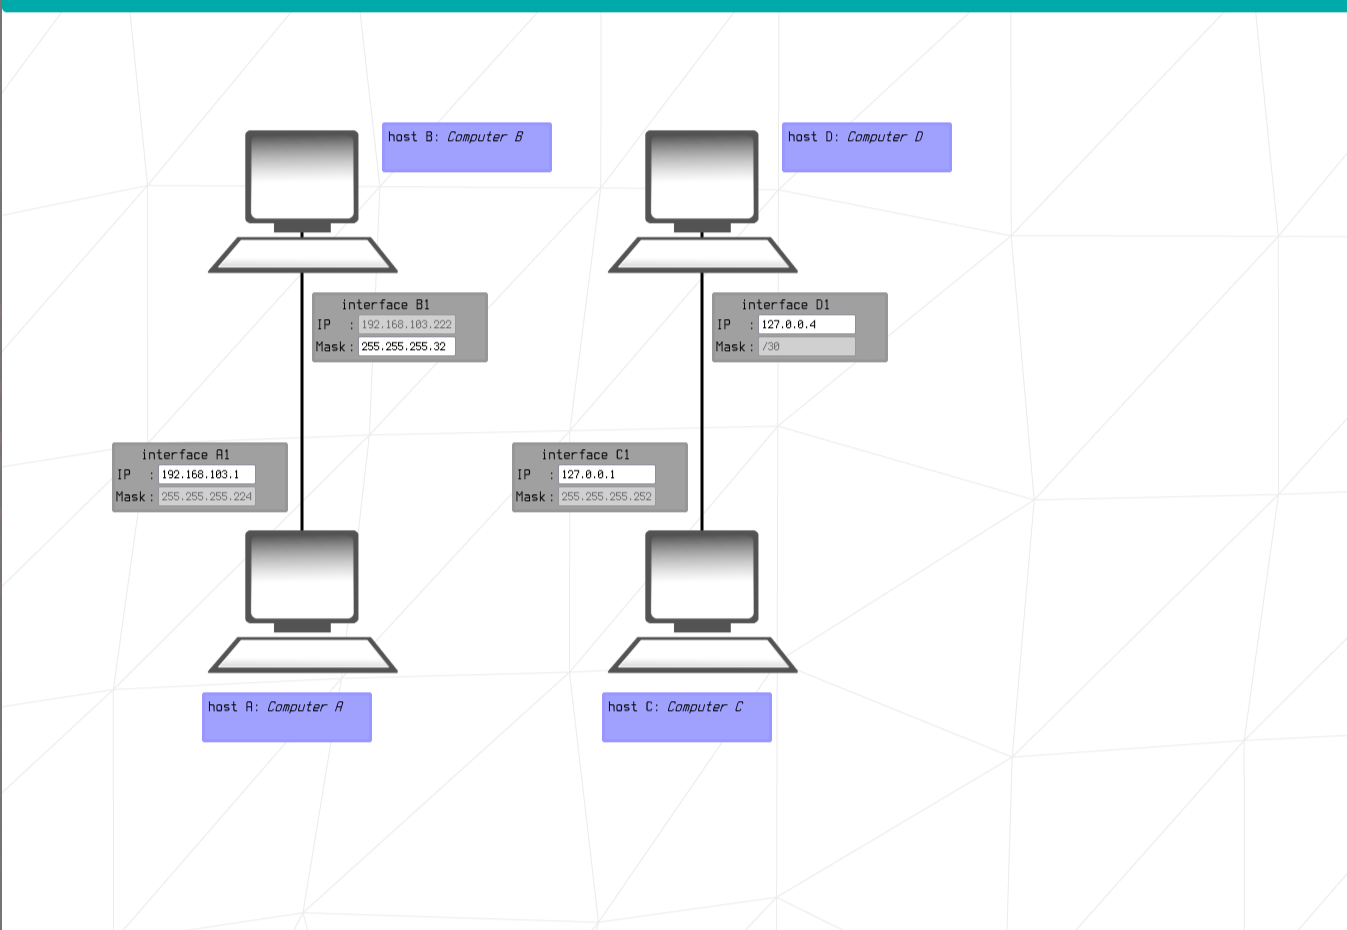 host B: Computer B
host D: Computer D
interface B1
IP : 192.168.103.222
Mask: 255.255.255.32
interface D1
IP : 127.0.0.4
Mask: /30
interface A1
IP : 192.168.103.1
Mask: 255.255.255.224
interface C1
IP : 127.0.0.1
Mask: 255.255.255.252
host A: Computer A
host C: Computer C